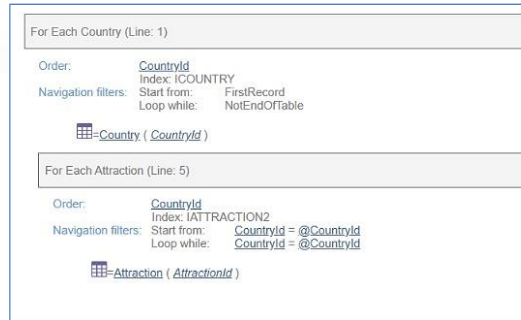 For Each Country (Line: 1)
Order: CountryId
Index: ICOUNTRY
Navigation filters: Start from: FirstRecord
Loop while: NotEndOfTable
=Country ( CountryId )
For Each Attraction (Line: 5)
Order: CountryId
Index: IATTRACTION2
Navigation filters: Start from: CountryId = @CountryId
Loop while: CountryId = @CountryId
=Attraction ( AttractionId )